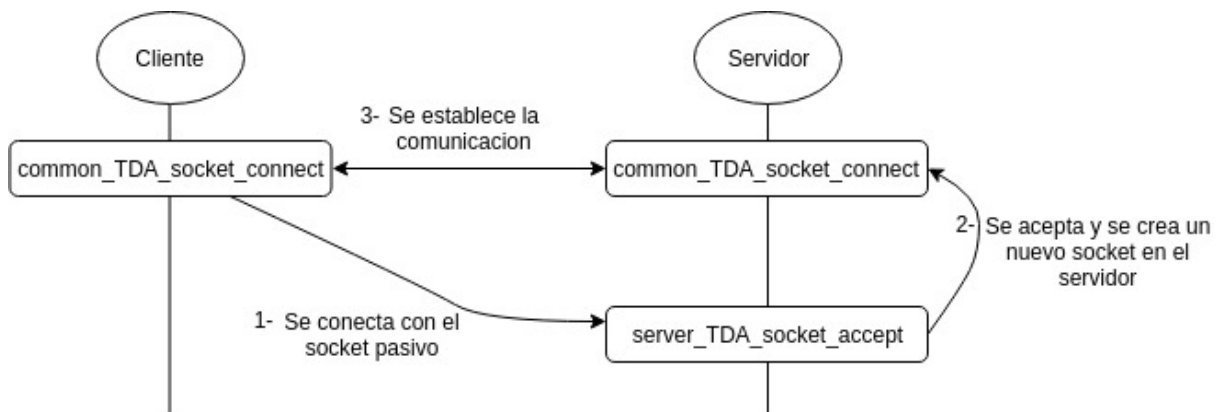 Cliente
Servidor
3- Se establece la
comunicacion
common_TDA_socket_connect
common_TDA_socket_connect
2- Se acepta y se crea un
nuevo socket en el
servidor
1- Se conecta con el
socket pasivo
server_TDA_socket_accept